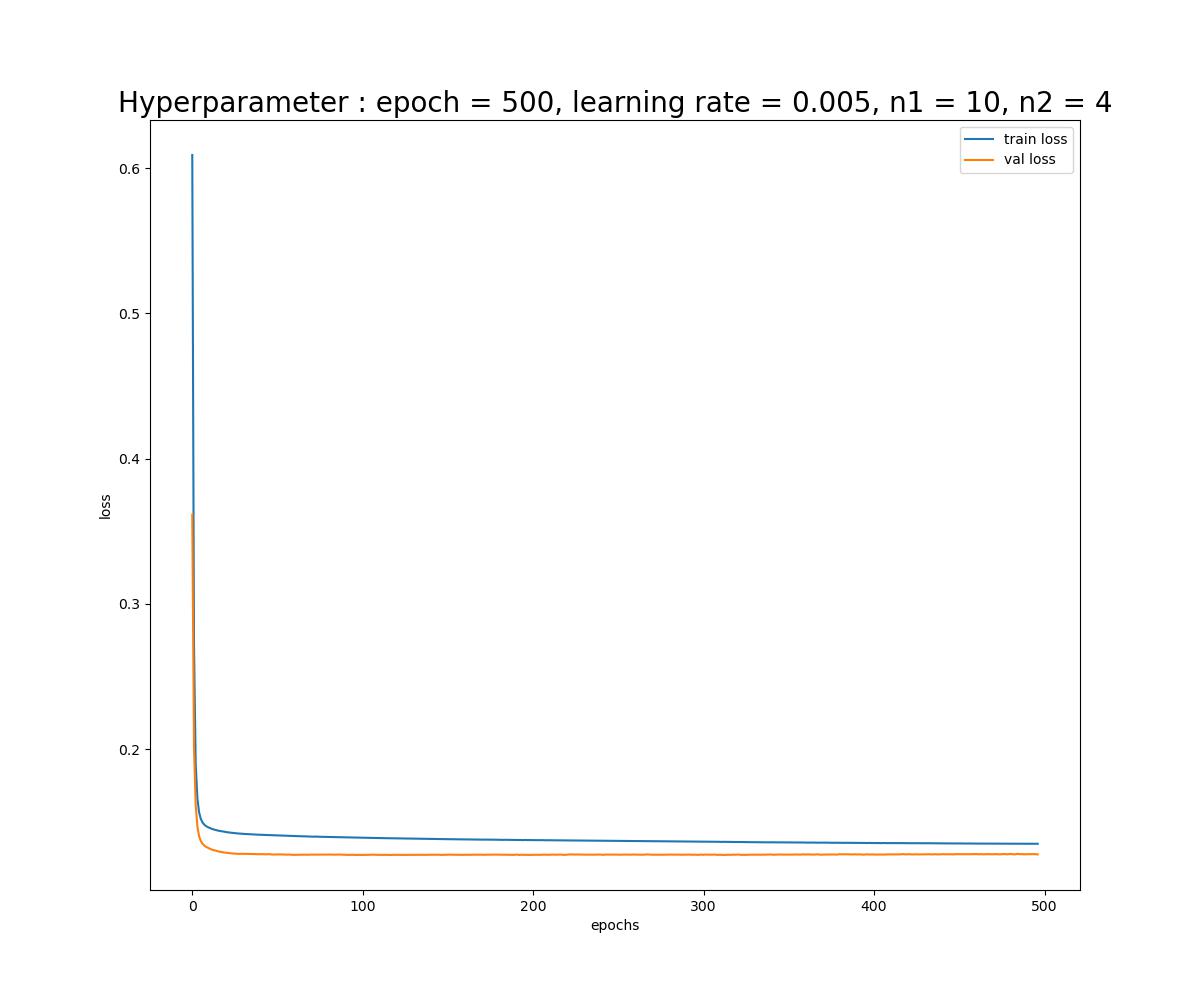 Hyperparameter : epoch = 500, learning rate = 0.005, n1 = 10, n2 = 4
train loss
val loss
0.6
0.5
0.4
0.3
0.2
loss
0 100 200 300 400 500
epochs